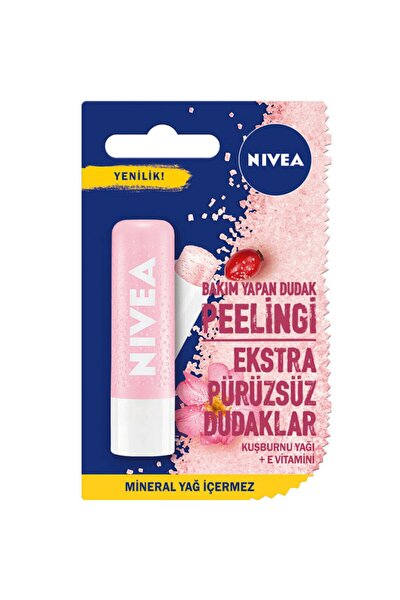 NIVEA
YENİLİK!
BAKIM YAPAN DUDAK
PEELİNGİ
EKSTRA
PÜRÜZSÜZ
DUDAKLAR
KUŞBURNU YAĞI
+ E VİTAMİNİ
NIVEA
MİNERAL YAĞ İÇERMEZ